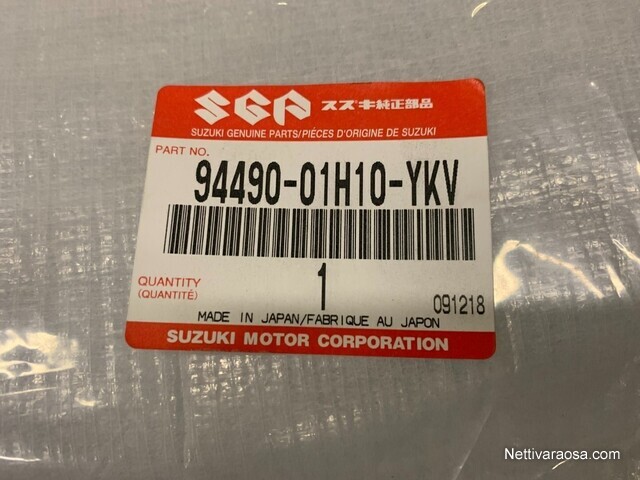 SGP スズキ純正部品
SUZUKI GENUINE PARTS/PIÈCES D'ORIGINE DE SUZUKI
PART NO.
94490-01H10-YKV
QUANTITY
(QUANTITÉ)
1
091218
MADE IN JAPAN/FABRIQUE AU JAPON
SUZUKI MOTOR CORPORATION
Nettivaraosa.com